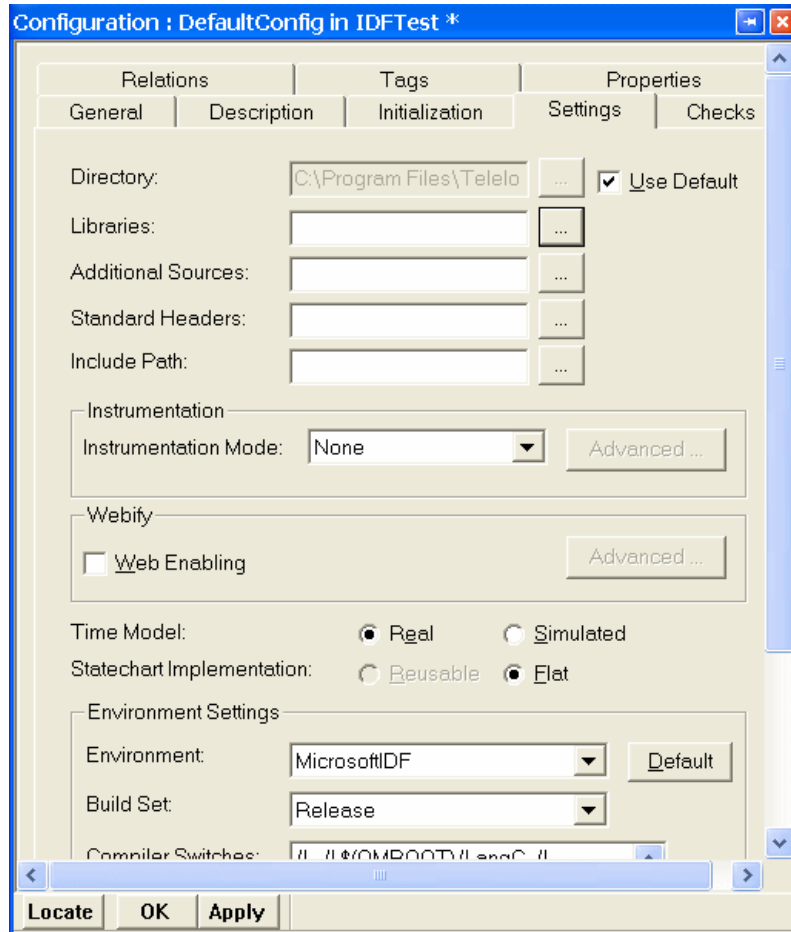 Configuration : DefaultConfig in IDFTest *
Relations Tags Properties
General Description Initialization Settings Checks
Directory: C:\Program Files\Telelo ... Use Default
Libraries: ...
Additional Sources: ...
Standard Headers: ...
Include Path: ...
Instrumentation
Instrumentation Mode: None Advanced ...
Webify
Web Enabling Advanced ...
Time Model: Real Simulated
Statechart Implementation: Reusable Flat
Environment Settings
Environment: MicrosoftIDF Default
Build Set: Release
Compiler Switches:
Locate OK Apply